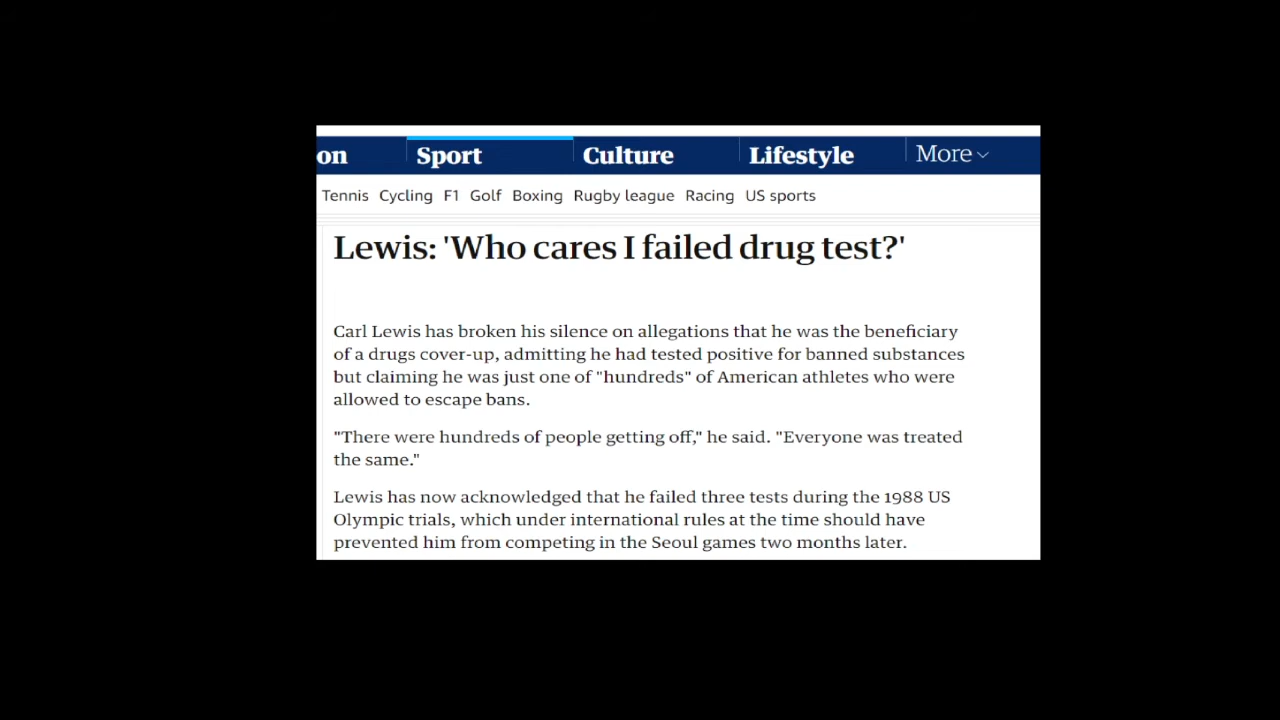 on Sport Culture Lifestyle More
Tennis Cycling F1 Golf Boxing Rugby league Racing US sports
Lewis: 'Who cares I failed drug test?'
Carl Lewis has broken his silence on allegations that he was the beneficiary
of a drugs cover-up, admitting he had tested positive for banned substances
but claiming he was just one of "hundreds" of American athletes who were
allowed to escape bans.
"There were hundreds of people getting off," he said. "Everyone was treated
the same."
Lewis has now acknowledged that he failed three tests during the 1988 US
Olympic trials, which under international rules at the time should have
prevented him from competing in the Seoul games two months later.